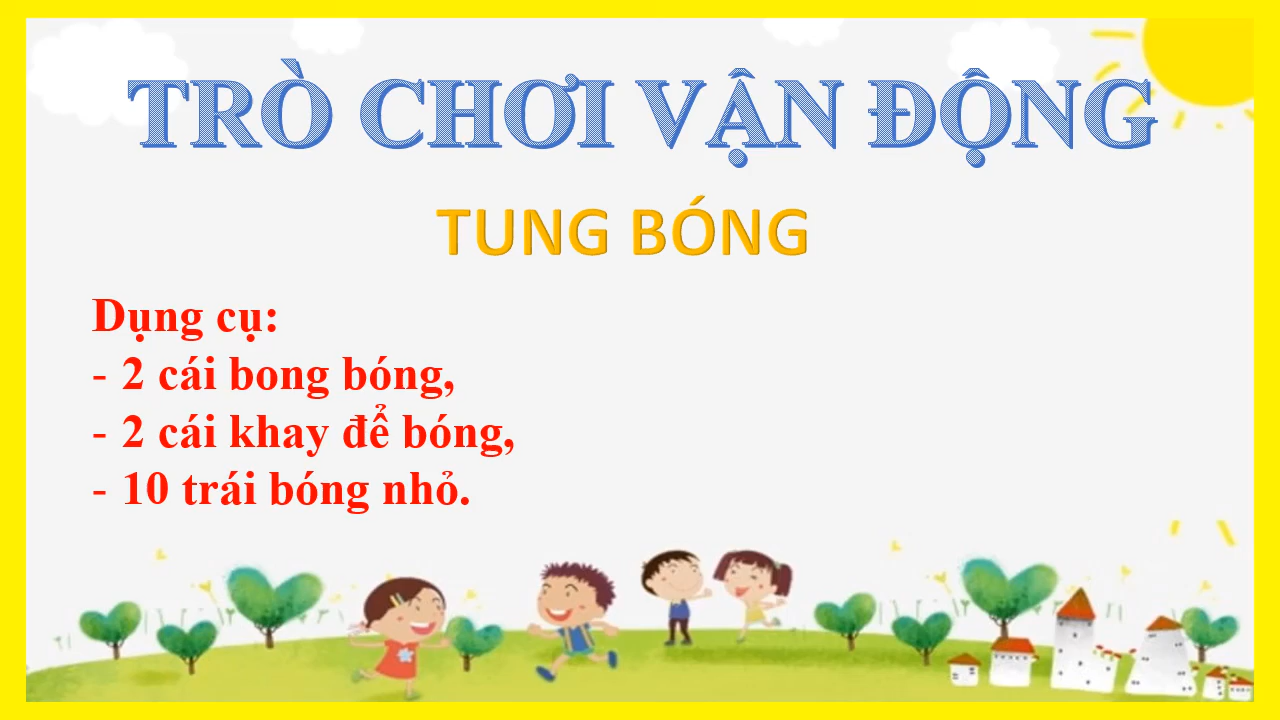 TRÒ CHƠI VẬN ĐỘNG
TUNG BÓNG
Dụng cụ:
- 2 cái bong bóng,
- 2 cái khay để bóng,
- 10 trái bóng nhỏ.